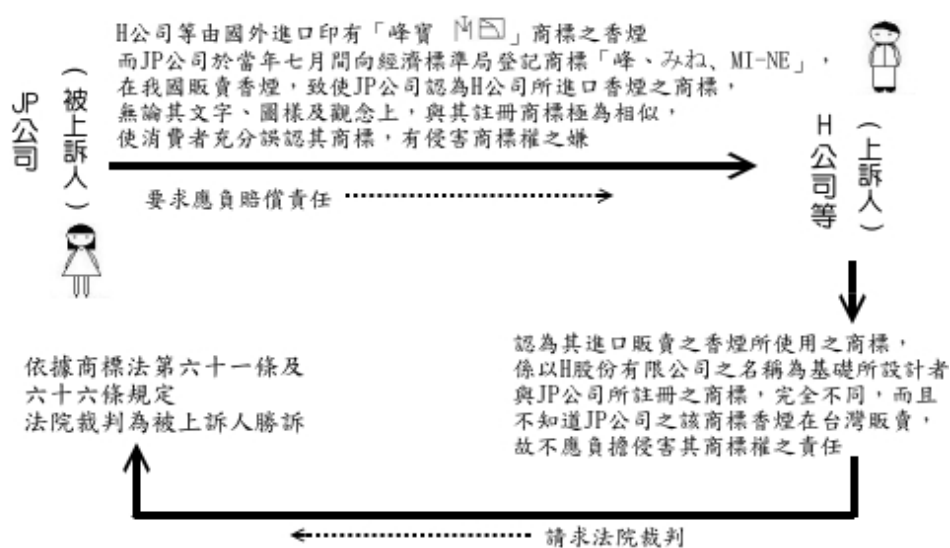 H公司等由國外進口印有「峰寶」商標之香煙
而JP公司於當年七月間向經濟標準局登記商標「峰、みね、MI-NE」，
在我國販賣香煙，致使JP公司認為H公司所進口香煙之商標，
無論其文字、圖樣及觀念上，與其註冊商標極為相似，
使消費者充分誤認其商標，有侵害商標權之嫌
JP公司
（被上訴人）
要求應負賠償責任
H公司等
（上訴人）
認為其進口販賣之香煙所使用之商標，
係以H股份有限公司之名稱為基礎所設計者
與JP公司所註冊之商標，完全不同，而且
不知道JP公司之該商標香煙在台灣販賣，
故不應負擔侵害其商標權之責任
依據商標法第六十一條及
六十六條規定
法院裁判為被上訴人勝訴
請求法院裁判